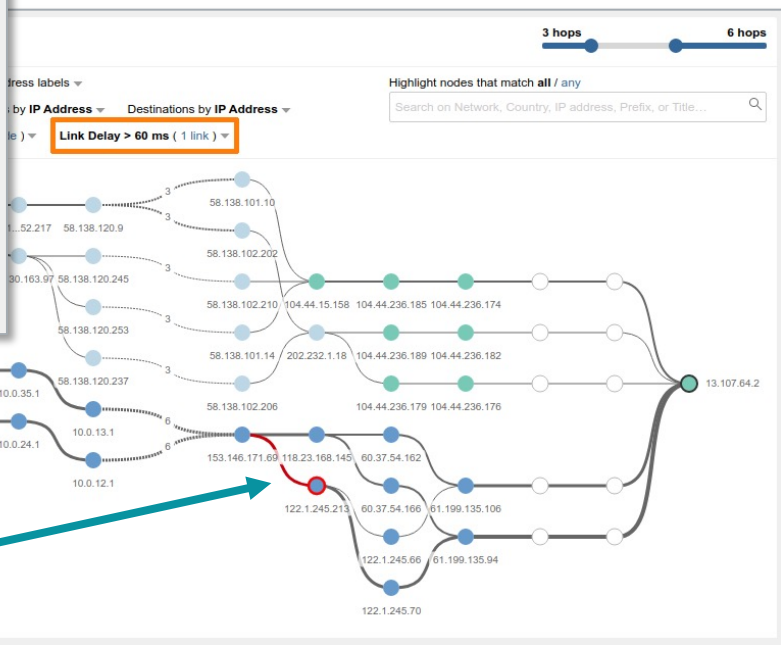 3 hops 6 hops
dress labels
Highlight nodes that match all / any
by IP Address Destinations by IP Address
Search on Network, Country, IP address, Prefix, or Title...
Link Delay > 60 ms ( 1 link )
3
58.138.101.10
3
1...52.217 58.138.120.9
58.138.102.202
3
30.163.97 58.138.120.245
58.138.102.210 104.44.15.158 104.44.236.185 104.44.236.174
3
58.138.120.253
58.138.101.14 202.232.1.18 104.44.236.189 104.44.236.182
3
58.138.120.237
13.107.64.2
10.0.35.1
58.138.102.206 104.44.236.179 104.44.236.176
6
10.0.13.1
10.0.24.1
6
153.146.171.69 118.23.168.145 60.37.54.162
10.0.12.1
122.1.245.213 60.37.54.166 61.199.135.106
122.1.245.66 61.199.135.94
122.1.245.70